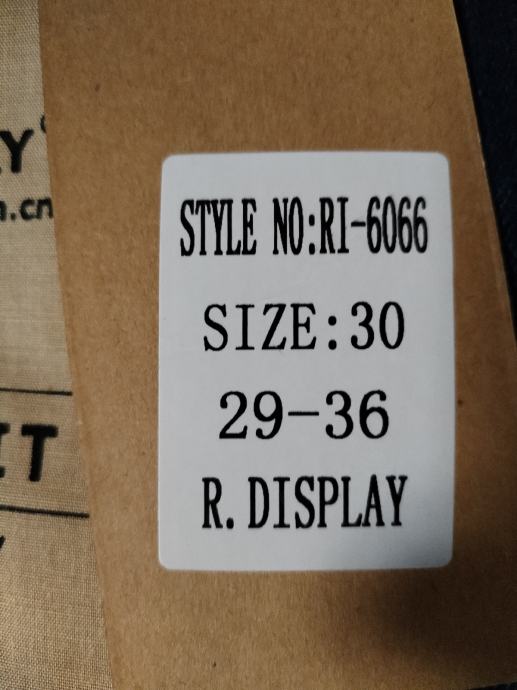 STYLE NO:RI-6066
SIZE:30
29-36
R.DISPLAY